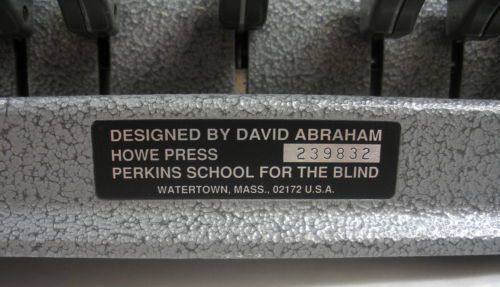 DESIGNED BY DAVID ABRAHAM
HOWE PRESS 239832
PERKINS SCHOOL FOR THE BLIND
WATERTOWN, MASS., 02172 U.S.A.